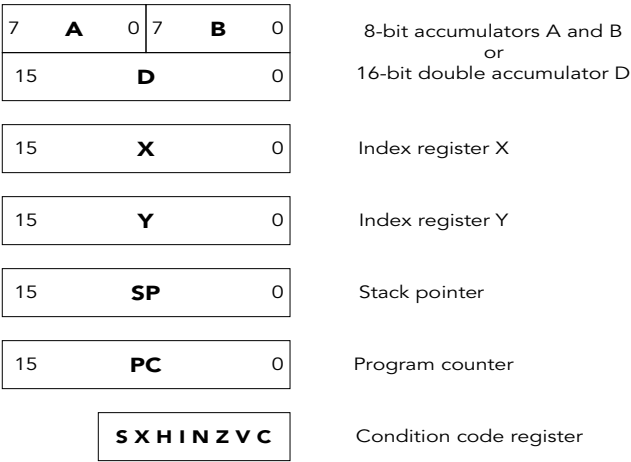 7 A 0 7 B 0
8-bit accumulators A and B
or
15 D 0
16-bit double accumulator D
15 X 0
Index register X
15 Y 0
Index register Y
15 SP 0
Stack pointer
15 PC 0
Program counter
S X H I N Z V C
Condition code register